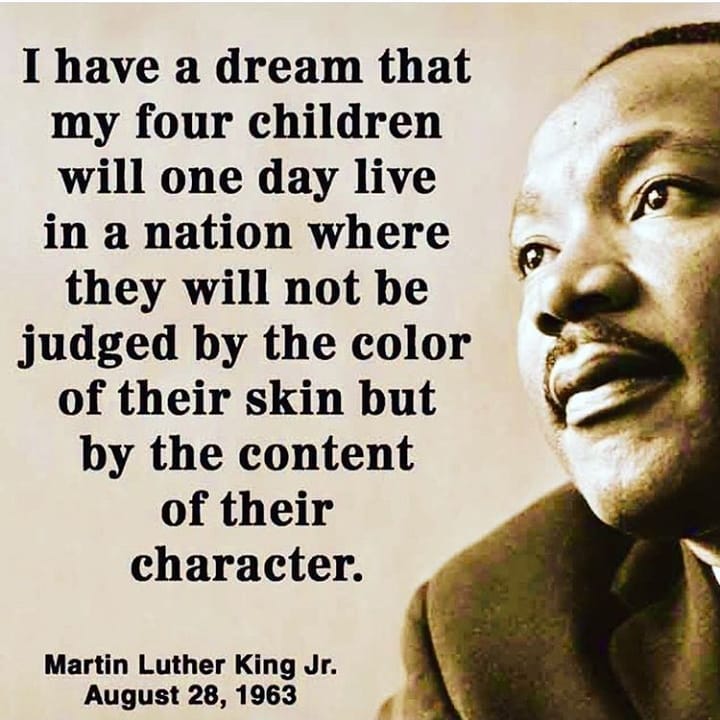 I have a dream that
my four children
will one day live
in a nation where
they will not be
judged by the color
of their skin but
by the content
of their
character.
Martin Luther King Jr.
August 28, 1963